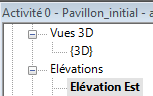 Activité 0 - Pavillon_initial - a
Vues 3D
{3D}
Elévations
Elévation Est